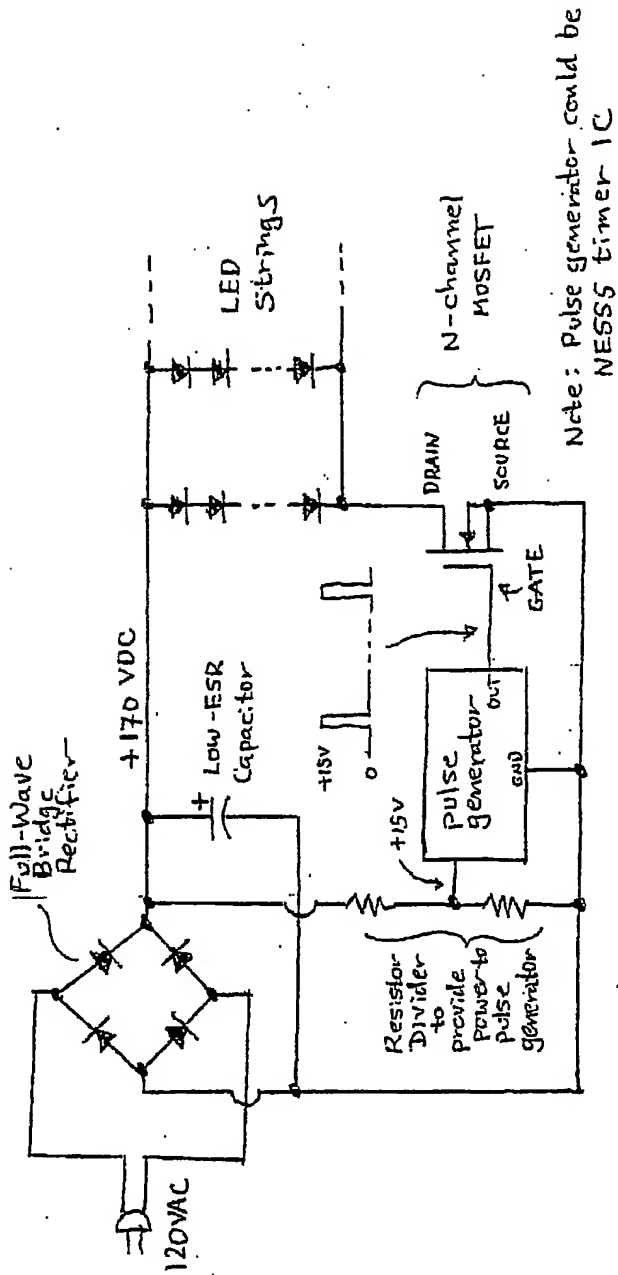 120VAC
Full-Wave
Bridge
Rectifier
+170 VDC
+
Low-ESR
Capacitor
LED
Strings
+15V
0
+15V
pulse
generator
OUT
GND
Resistor
Divider
to
provide
power to
pulse
generator
DRAIN
SOURCE
GATE
N-channel
MOSFET
Note: Pulse generator could be
NE555 timer IC